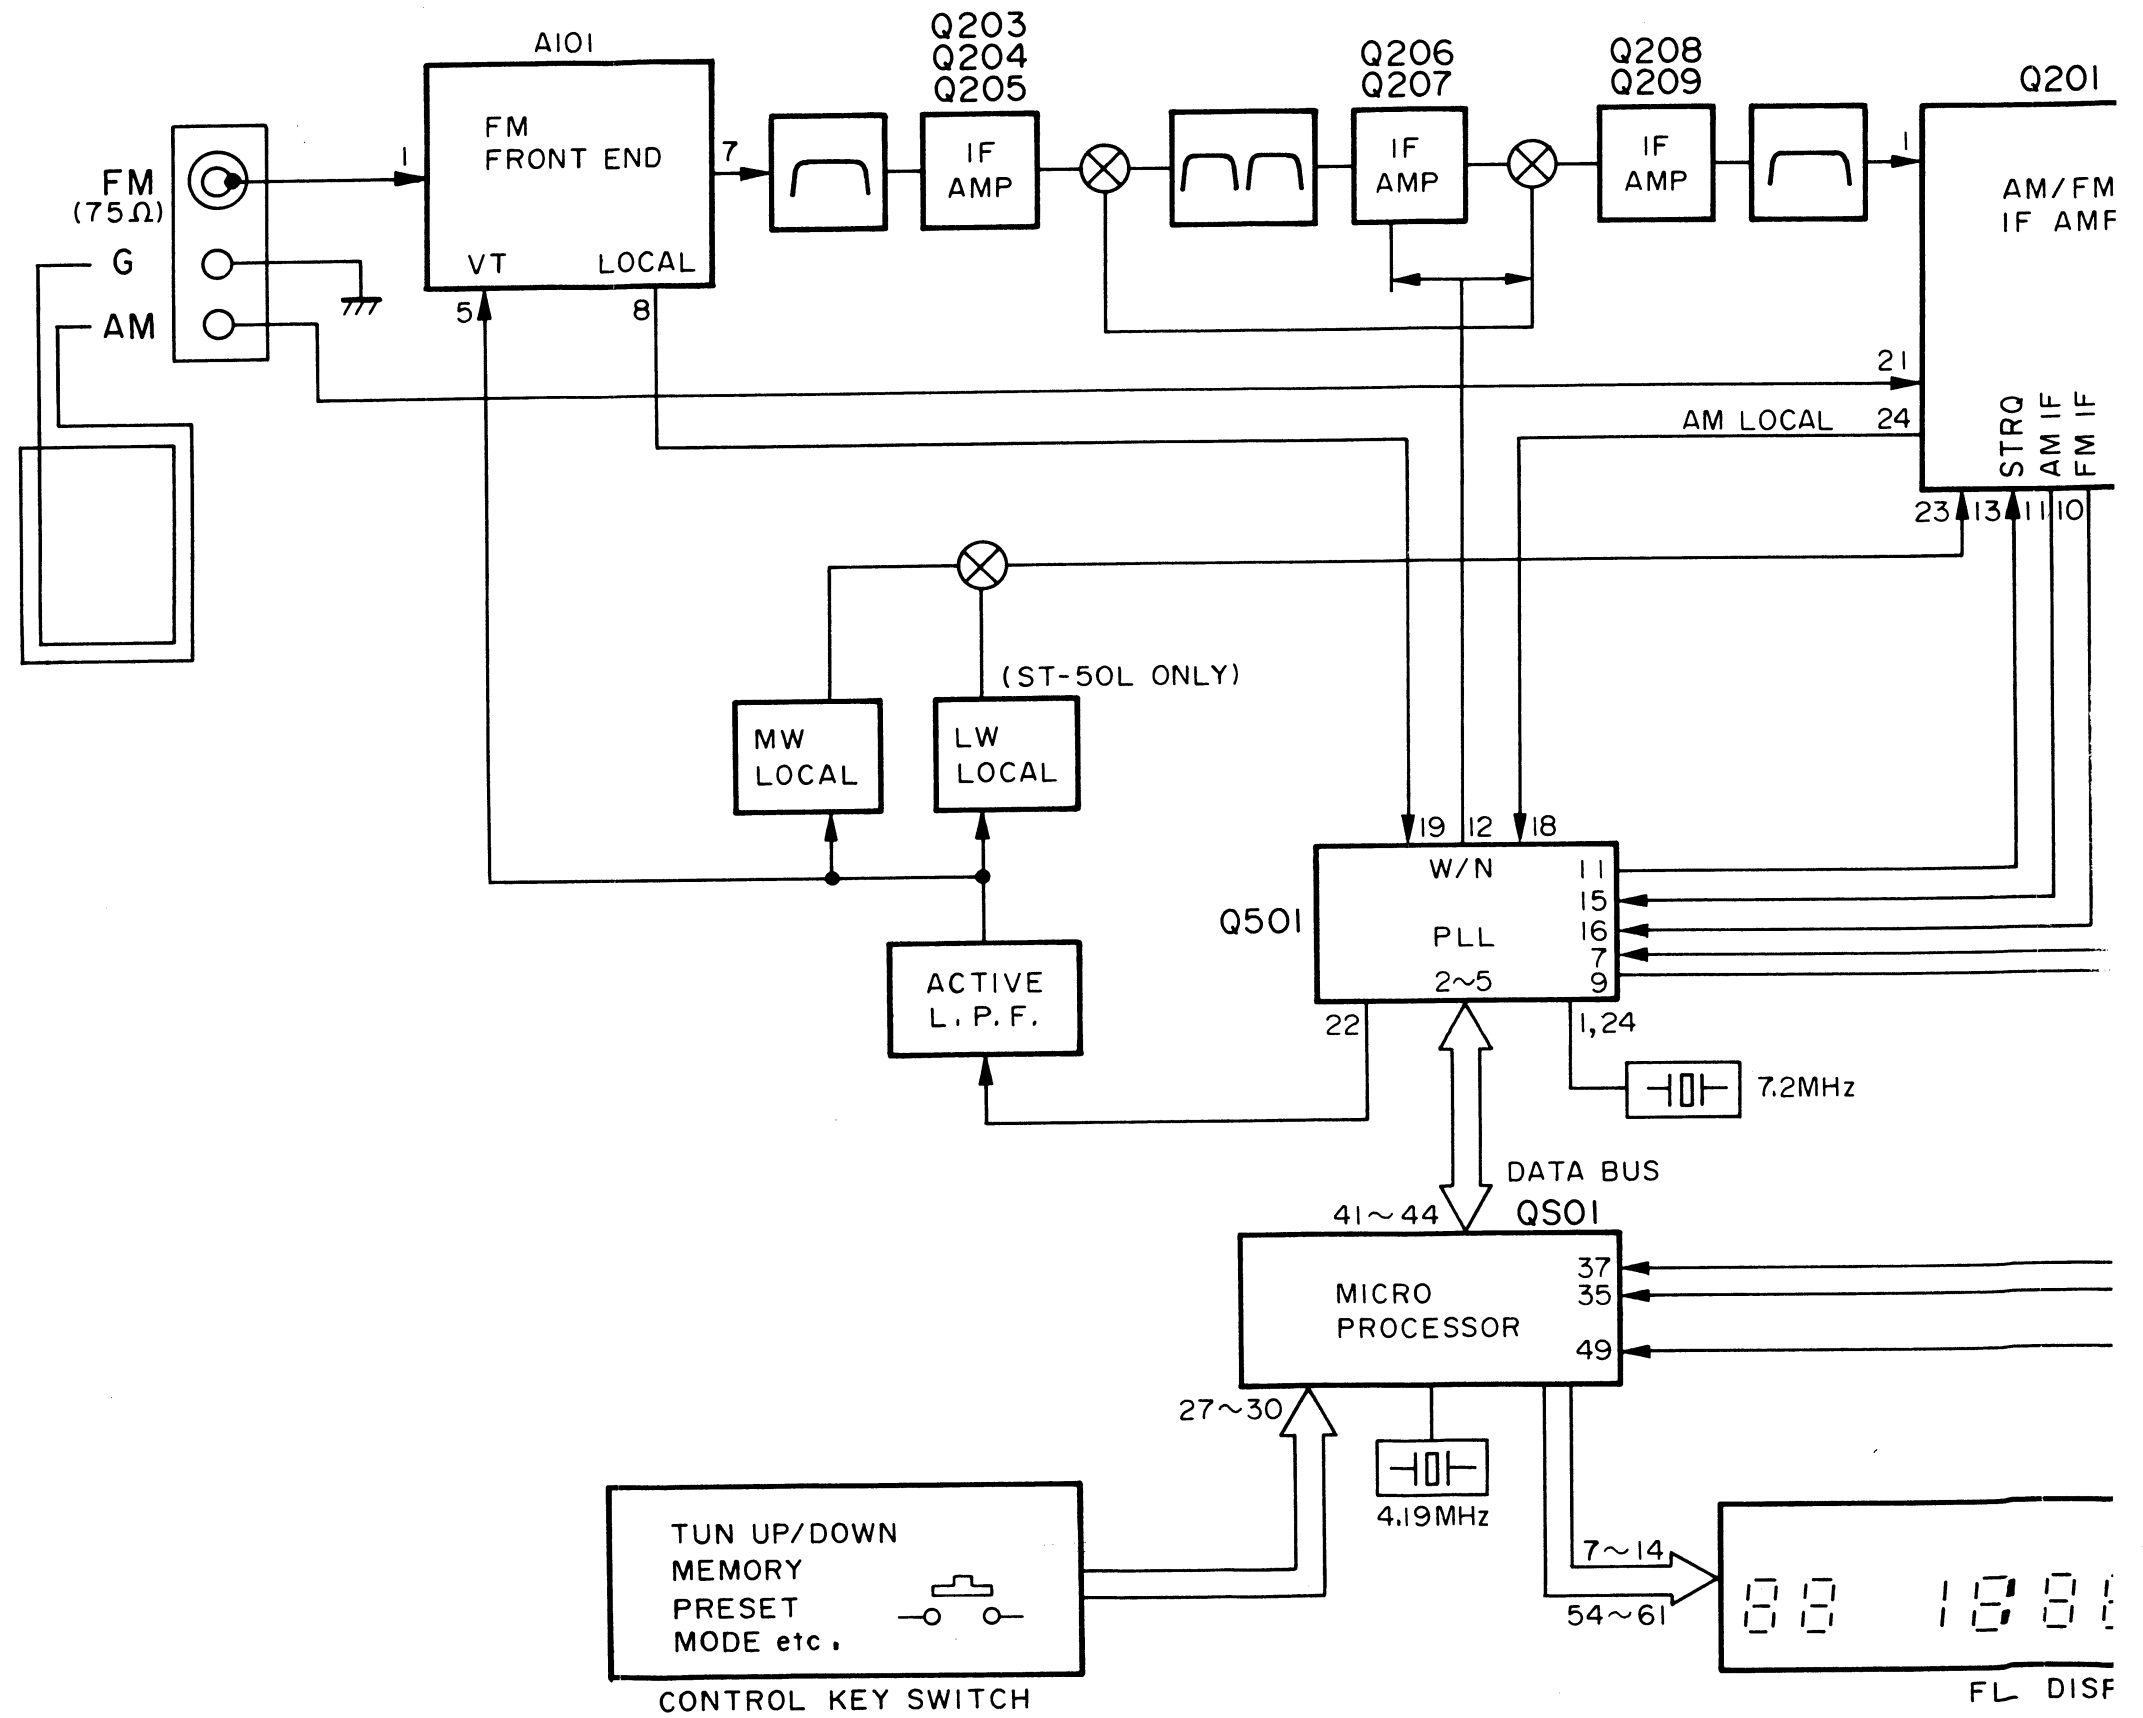 A101
Q203
Q204
Q205
Q206
Q207
Q208
Q209
Q201
FM
(75Ω)
G
AM
1
FM
FRONT END
VT
LOCAL
7
5
8
IF
AMP
IF
AMP
IF
AMP
1
AM/FM
IF
21
24
AM LOCAL
STRQ
AM IF
FM IF
23
13
11
10
(ST-50L ONLY)
MW
LOCAL
LW
LOCAL
19
12
18
W/N
11
15
16
7
9
Q501
PLL
2~5
ACTIVE
L.P.F.
22
1,24
7.2MHz
DATA BUS
41~44
QS01
37
35
49
MICRO
PROCESSOR
27~30
4.19MHz
TUN UP/DOWN
MEMORY
PRESET
MODE etc.
CONTROL KEY SWITCH
7~14
54~61
88 18.8
FL